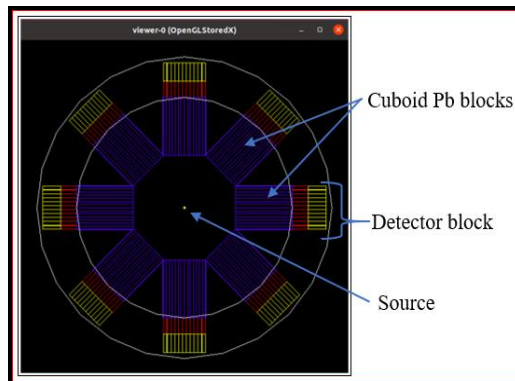 viewer-0 (OpenGLStoredX)
Cuboid Pb blocks
Detector block
Source